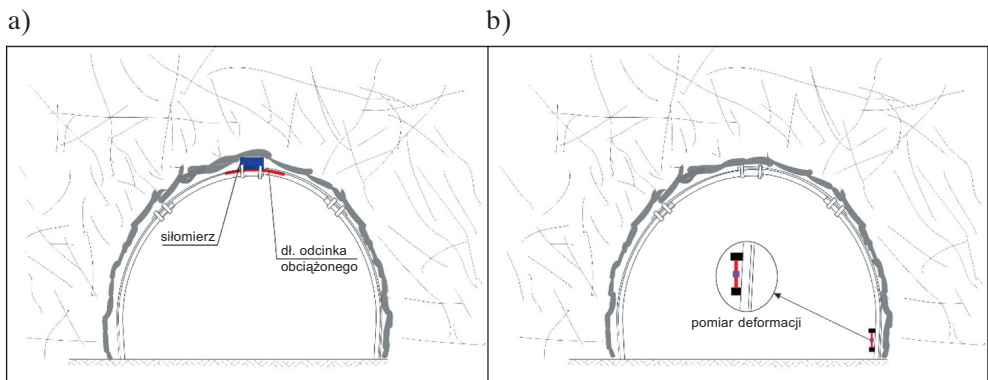 a)
b)
siłomierz
dł. odcinka
obciążonego
pomiar deformacji